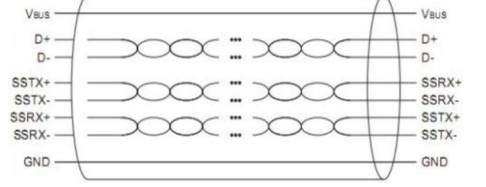 VBUS VBUS
D+ ... D+
D- ... D-
SSTX+ ... SSRX+
SSTX- ... SSRX-
SSRX+ ... SSTX+
SSRX- ... SSTX-
GND GND